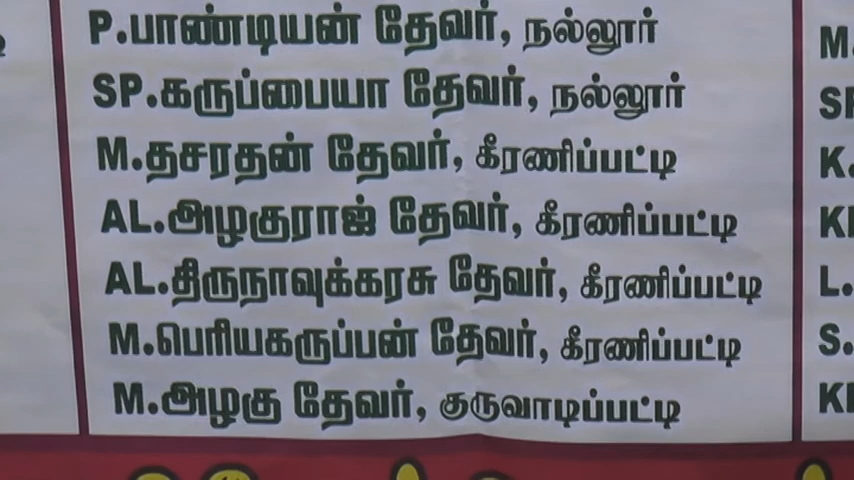 P.பாண்டியன் தேவர், நல்லூர்
SP.கருப்பையா தேவர், நல்லூர்
M.தசரதன் தேவர், கீரணிப்பட்டி
AL.அழகுராஜ் தேவர், கீரணிப்பட்டி
AL.திருநாவுக்கரசு தேவர், கீரணிப்பட்டி
M.பெரியகருப்பன் தேவர், கீரணிப்பட்டி
M.அழகு தேவர், குருவாடிப்பட்டி
M.
SP
K.
L.
S.